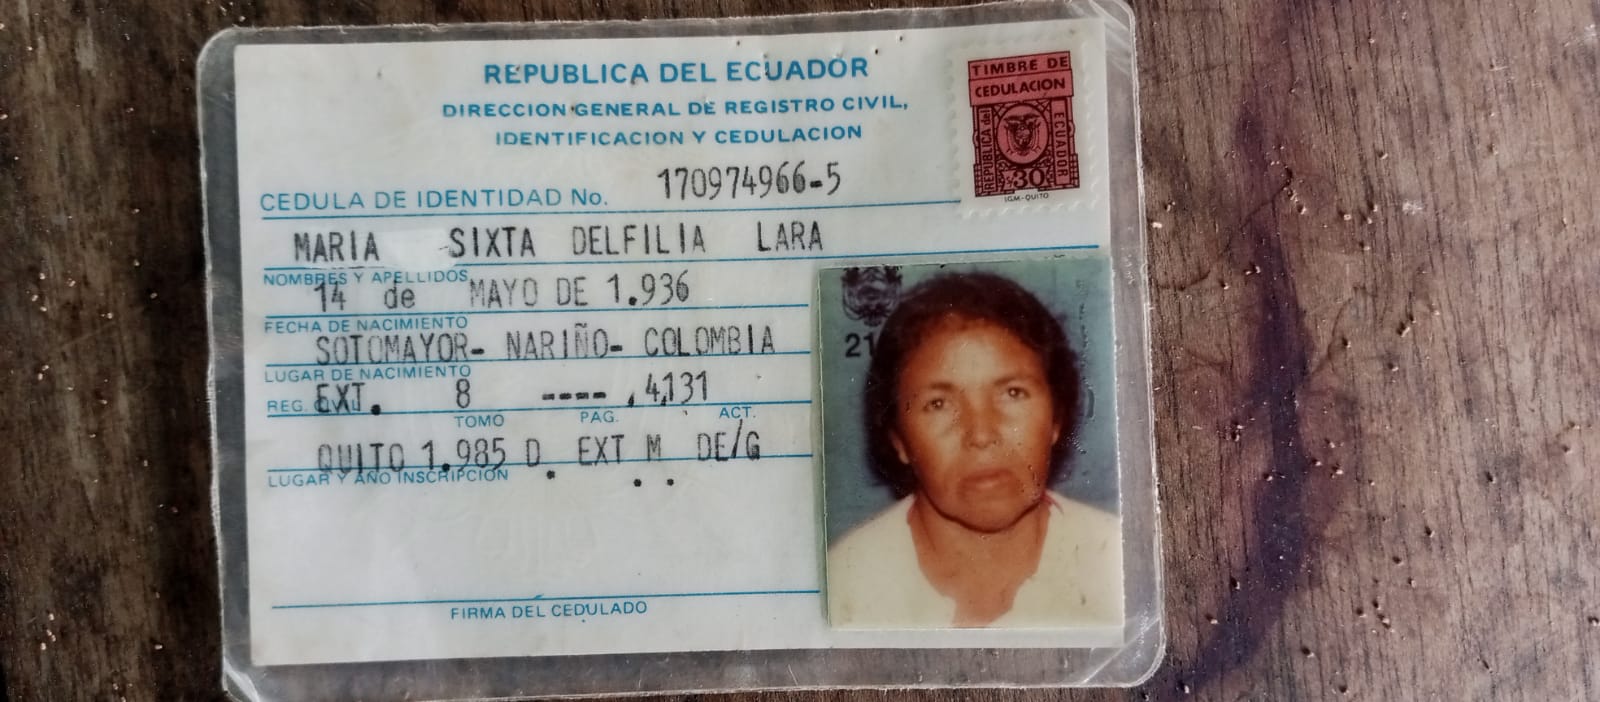 REPUBLICA DEL ECUADOR
DIRECCION GENERAL DE REGISTRO CIVIL,
IDENTIFICACION Y CEDULACION
TIMBRE DE
CEDULACION
REPUBLICA del
ECUADOR
30
I.G.M.-QUITO
CEDULA DE IDENTIDAD No. 170974966-5
MARIA SIXTA DELFILIA LARA
NOMBRES Y APELLIDOS
14 de MAYO DE 1.936
FECHA DE NACIMIENTO
SOTOMAYOR- NARIÑO- COLOMBIA
LUGAR DE NACIMIENTO
REG. EXT. 8 ---- 4131
TOMO PAG. ACT.
QUITO 1.985 D. EXT M DE/G
LUGAR Y AÑO INSCRIPCION
FIRMA DEL CEDULADO
21